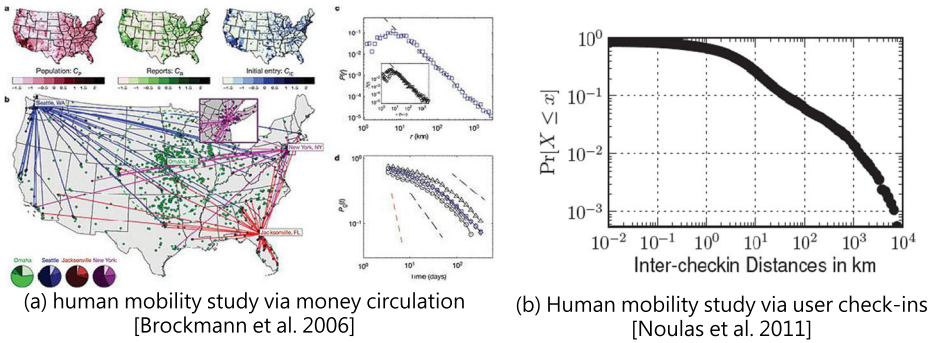 a
Population: C_P
Reports: C_R
Initial entry: C_IE
b
Seattle, WA
Omaha, NE
New York, NY
Jacksonville, FL
Omaha Seattle Jacksonville New York
c
P(r)
r (km)
d
P_0(t)
Time (days)
(a) human mobility study via money circulation
[Brockmann et al. 2006]
Pr[X ≤ x]
10^0
10^-1
10^-2
10^-3
10^-2 10^-1 10^0 10^1 10^2 10^3 10^4
Inter-checkin Distances in km
(b) Human mobility study via user check-ins
[Noulas et al. 2011]